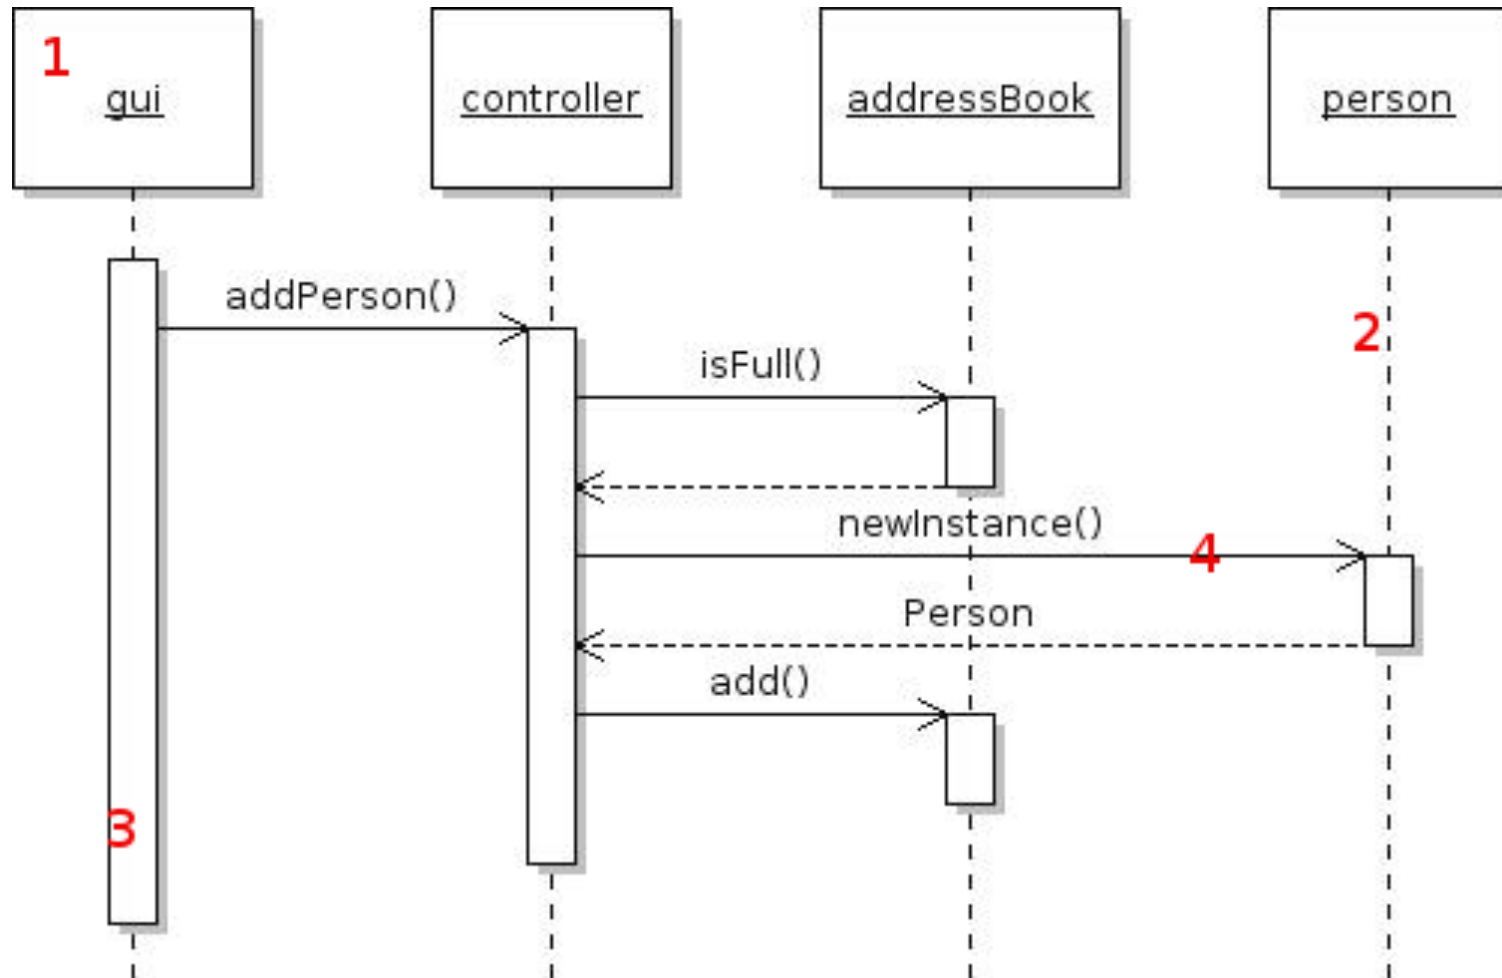 1
gui
controller
addressBook
person
addPerson()
2
isFull()
newInstance()
4
Person
add()
3